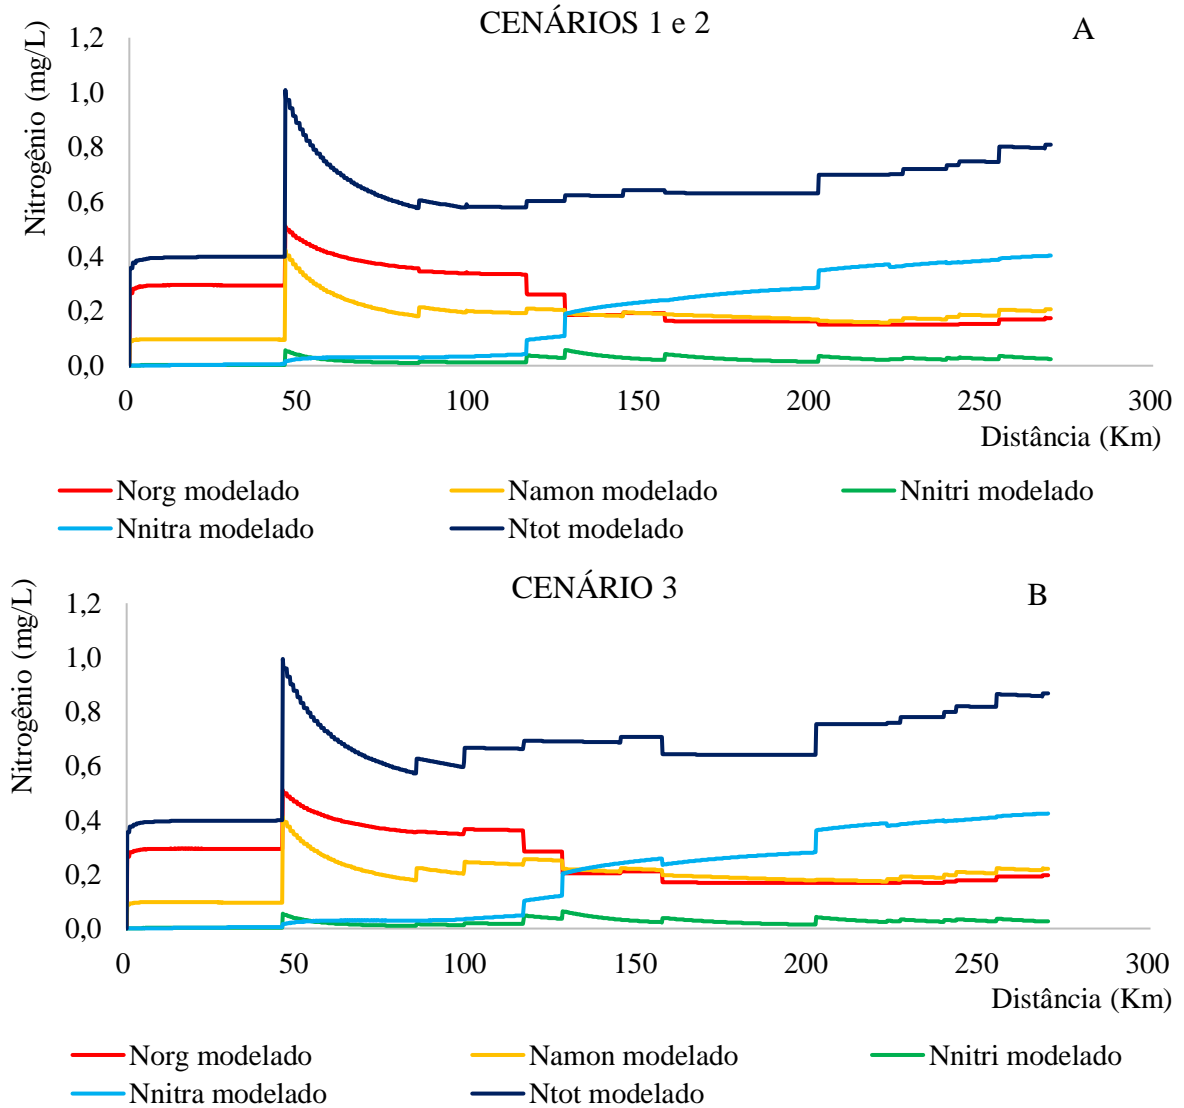 CENÁRIOS 1 e 2
A
Nitrogênio (mg/L)
1,2
1,0
0,8
0,6
0,4
0,2
0,0
0 50 100 150 200 250 300
Distância (Km)
Norg modelado Namon modelado Nnitri modelado
Nnitra modelado Ntot modelado
CENÁRIO 3
B
Nitrogênio (mg/L)
1,2
1,0
0,8
0,6
0,4
0,2
0,0
0 50 100 150 200 250 300
Distância (Km)
Norg modelado Namon modelado Nnitri modelado
Nnitra modelado Ntot modelado